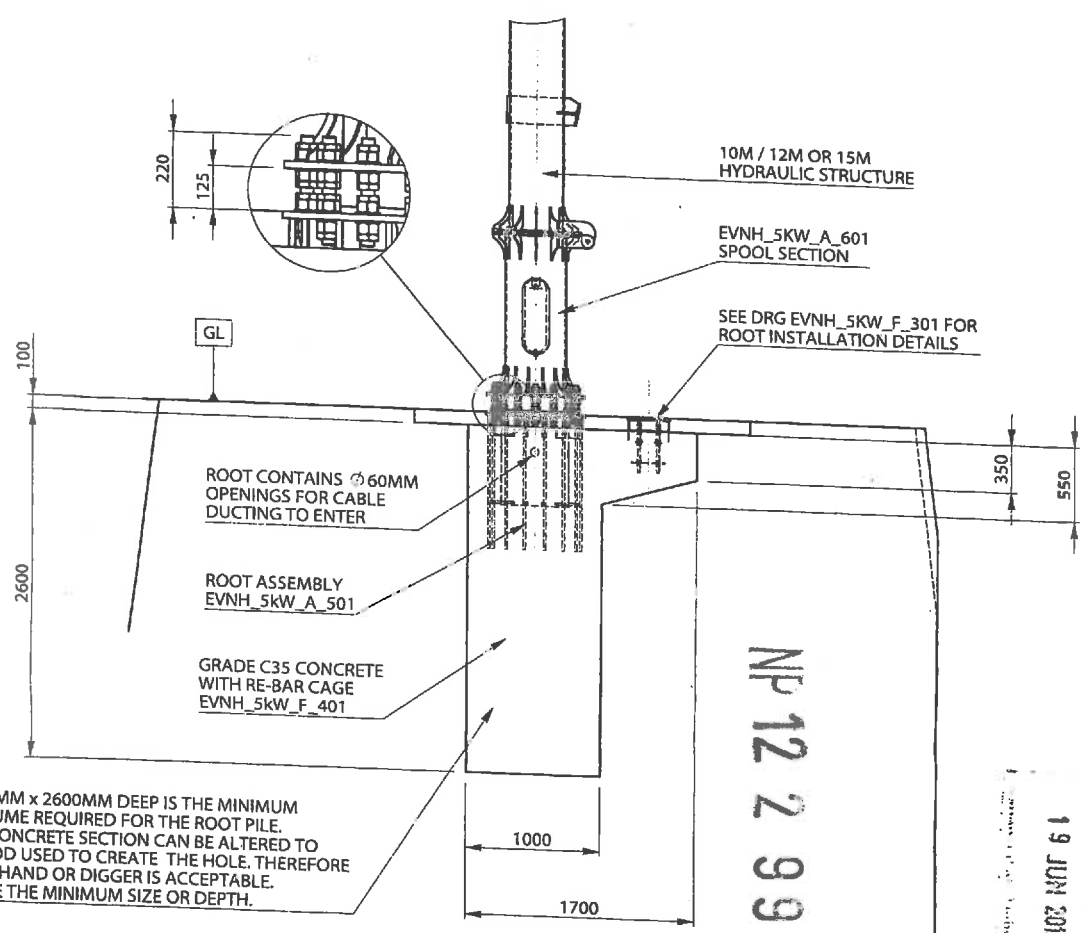 10M / 12M OR 15M
HYDRAULIC STRUCTURE
220
125
EVNH_5KW_A_601
SPOOL SECTION
GL
SEE DRG EVNH_5KW_F_301 FOR
ROOT INSTALLATION DETAILS
100
350
550
ROOT CONTAINS ∅60MM
OPENINGS FOR CABLE
DUCTING TO ENTER
2600
ROOT ASSEMBLY
EVNH_5kW_A_501
GRADE C35 CONCRETE
WITH RE-BAR CAGE
EVNH_5kW_F_401
NP 12 2 99
MM x 2600MM DEEP IS THE MINIMUM
UME REQUIRED FOR THE ROOT PILE.
ONCRETE SECTION CAN BE ALTERED TO
OD USED TO CREATE THE HOLE. THEREFORE
HAND OR DIGGER IS ACCEPTABLE.
E THE MINIMUM SIZE OR DEPTH.
1000
1700
19 JUN 201